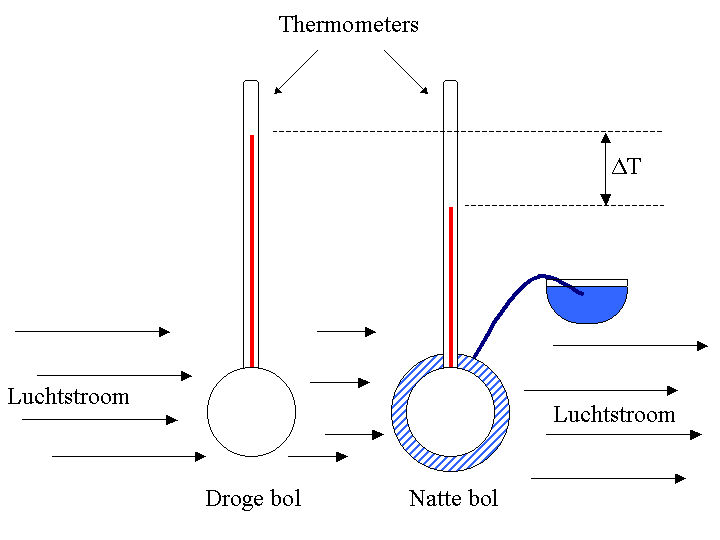 Thermometers
ΔT
Luchtstroom
Luchtstroom
Droge bol
Natte bol